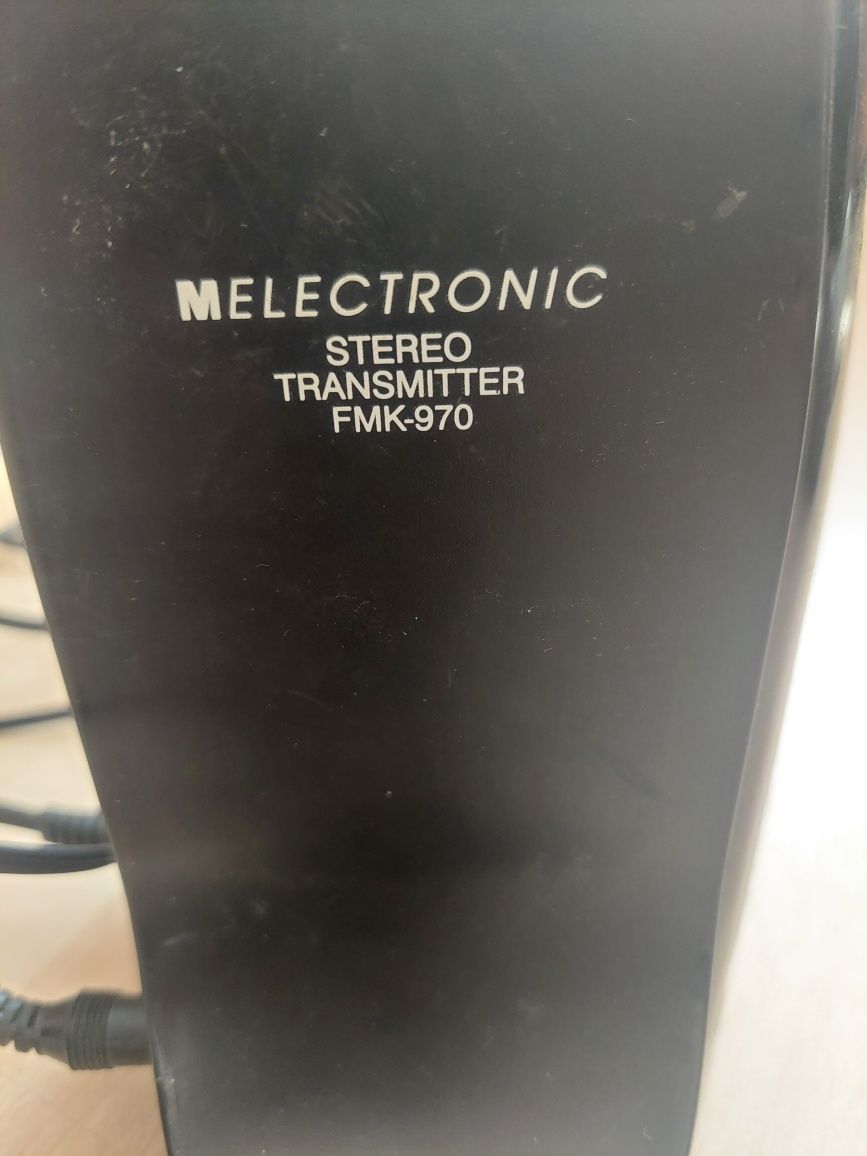 MELECTRONIC
STEREO
TRANSMITTER
FMK-970